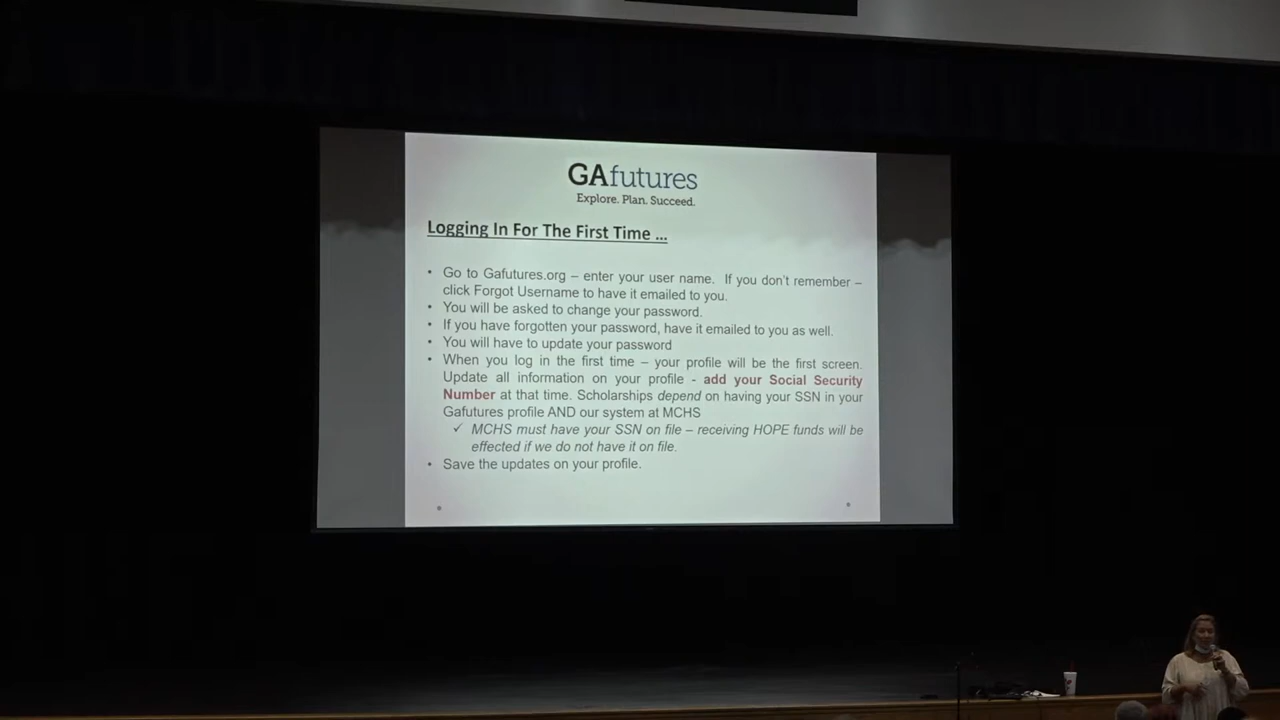 GAfutures
Explore. Plan. Succeed.
Logging In For The First Time ...
• Go to Gafutures.org – enter your user name. If you don't remember –
click Forgot Username to have it emailed to you.
• You will be asked to change your password.
• If you have forgotten your password, have it emailed to you as well.
• You will have to update your password
• When you log in the first time – your profile will be the first screen.
Update all information on your profile - add your Social Security
Number at that time. Scholarships depend on having your SSN in your
Gafutures profile AND our system at MCHS
✓ MCHS must have your SSN on file – receiving HOPE funds will be
effected if we do not have it on file.
• Save the updates on your profile.